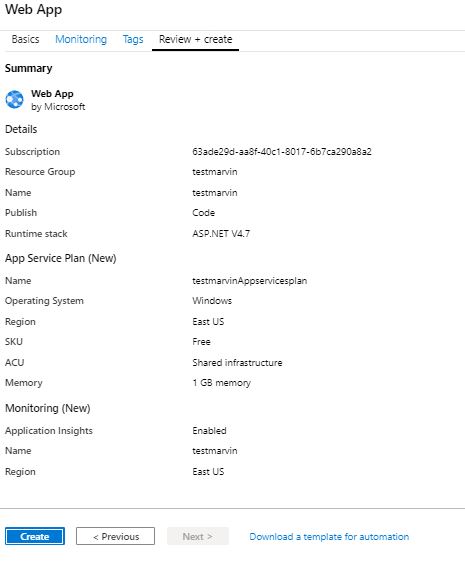 Web App
Basics Monitoring Tags Review + create
Summary
Web App
by Microsoft
Details
Subscription 63ade29d-aa8f-40c1-8017-6b7ca290a8a2
Resource Group testmarvin
Name testmarvin
Publish Code
Runtime stack ASP.NET V4.7
App Service Plan (New)
Name testmarvinAppservicesplan
Operating System Windows
Region East US
SKU Free
ACU Shared infrastructure
Memory 1 GB memory
Monitoring (New)
Application Insights Enabled
Name testmarvin
Region East US
Create < Previous Next > Download a template for automation